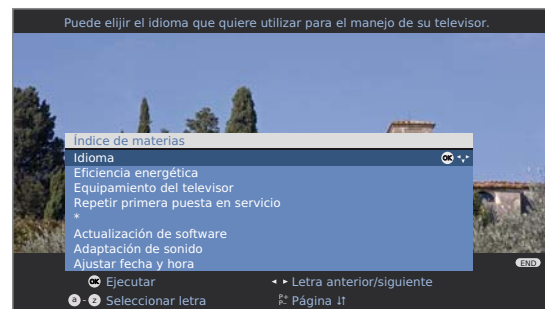 Puede elijir el idioma que quiere utilizar para el manejo de su televisor.
Índice de materias
Idioma OK
Eficiencia energética
Equipamiento del televisor
Repetir primera puesta en servicio
*
Actualización de software
Adaptación de sonido
Ajustar fecha y hora
END
OK Ejecutar ◂ ▸ Letra anterior/siguiente
a - z Seleccionar letra P+ P– Página ↓↑